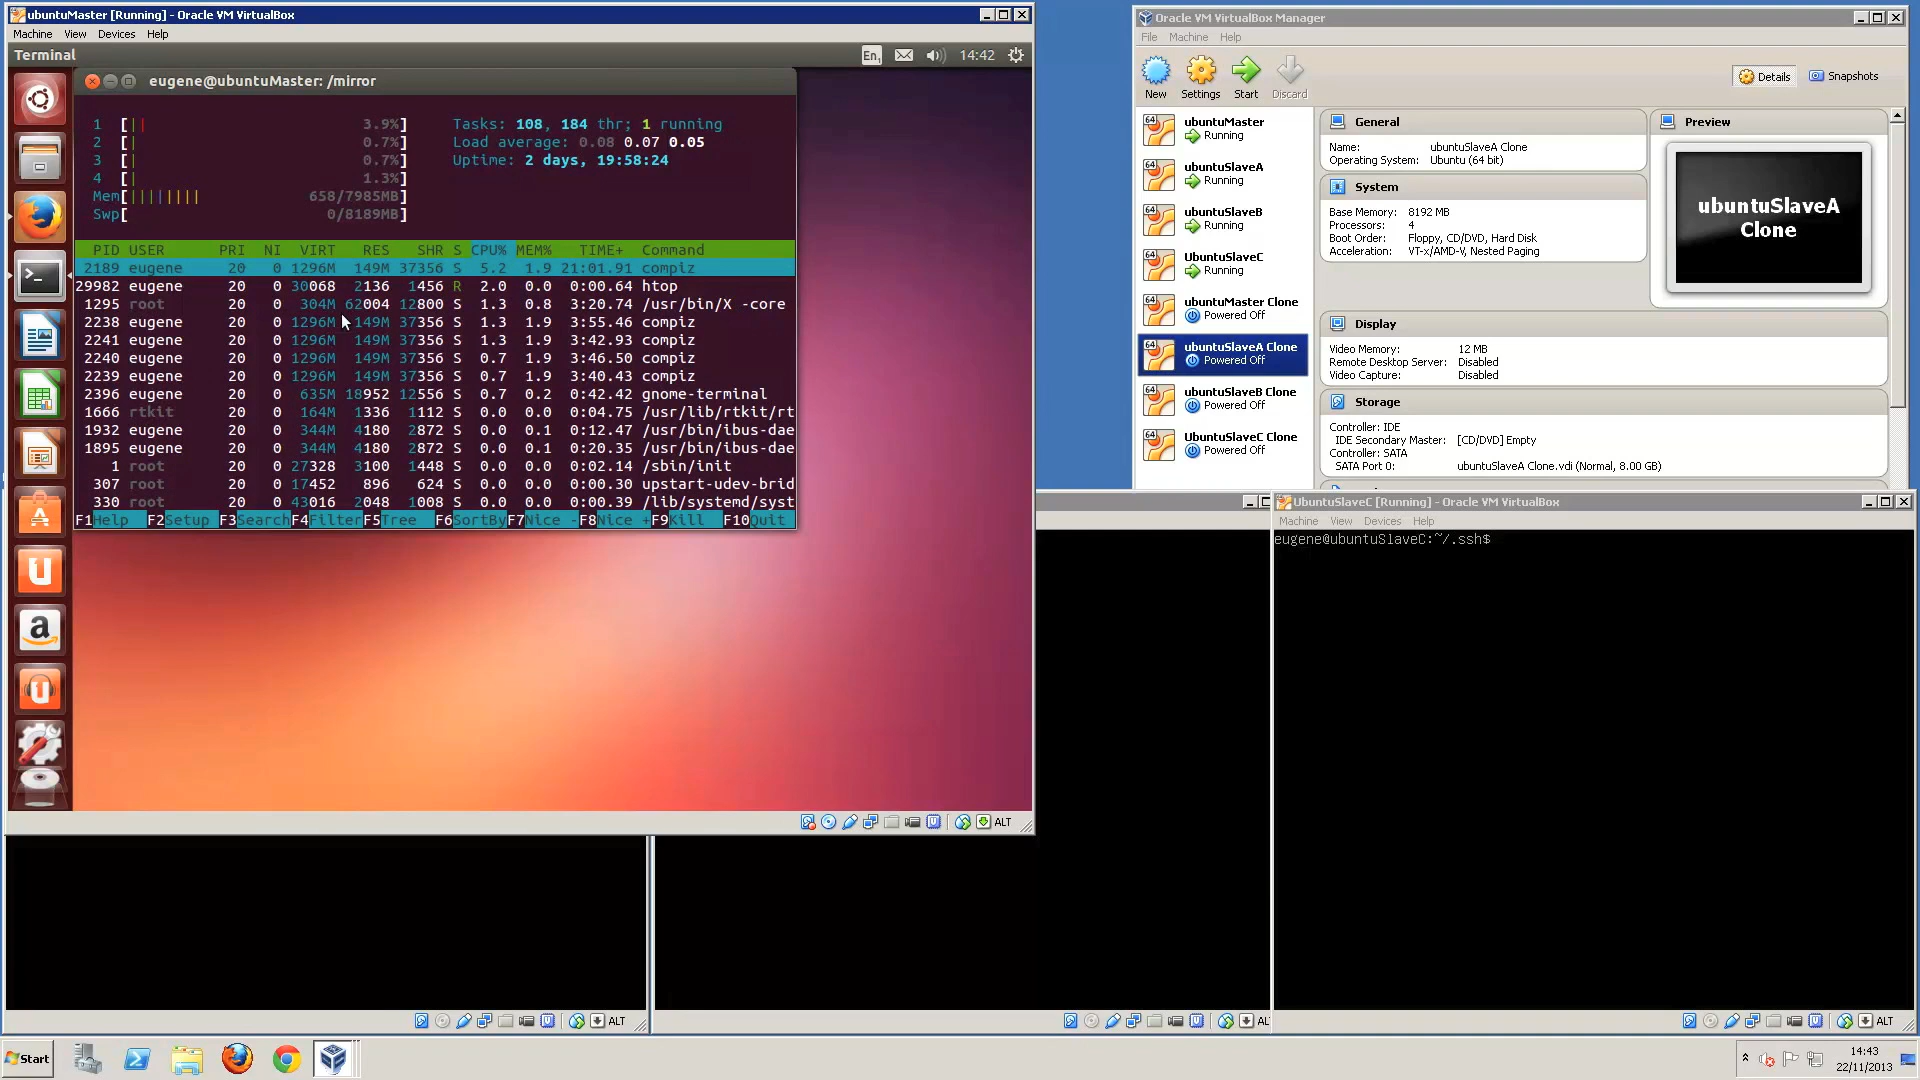 ubuntuMaster [Running] - Oracle VM VirtualBox
Machine View Devices Help
Terminal
En1 14:42
eugene@ubuntuMaster: /mirror
1 [|| 3.9%] Tasks: 108, 184 thr; 1 running
2 [| 0.7%] Load average: 0.08 0.07 0.05
3 [| 0.7%] Uptime: 2 days, 19:58:24
4 [| 1.3%]
Mem[|||||||| 658/7985MB]
Swp[ 0/8189MB]
PID USER PRI NI VIRT RES SHR S CPU% MEM% TIME+ Command
2189 eugene 20 0 1296M 149M 37356 S 5.2 1.9 21:01.91 compiz
29982 eugene 20 0 30068 2136 1456 R 2.0 0.0 0:00.64 htop
1295 root 20 0 304M 62004 12800 S 1.3 0.8 3:20.74 /usr/bin/X -core
2238 eugene 20 0 1296M 149M 37356 S 1.3 1.9 3:55.46 compiz
2241 eugene 20 0 1296M 149M 37356 S 1.3 1.9 3:42.93 compiz
2240 eugene 20 0 1296M 149M 37356 S 0.7 1.9 3:46.50 compiz
2239 eugene 20 0 1296M 149M 37356 S 0.7 1.9 3:40.43 compiz
2396 eugene 20 0 635M 18952 12556 S 0.7 0.2 0:42.42 gnome-terminal
1666 rtkit 20 0 164M 1336 1112 S 0.0 0.0 0:04.75 /usr/lib/rtkit/rt
1932 eugene 20 0 344M 4180 2872 S 0.0 0.1 0:12.47 /usr/bin/ibus-dae
1895 eugene 20 0 344M 4180 2872 S 0.0 0.1 0:20.35 /usr/bin/ibus-dae
1 root 20 0 27328 3100 1448 S 0.0 0.0 0:02.14 /sbin/init
307 root 20 0 17452 896 624 S 0.0 0.0 0:00.30 upstart-udev-brid
330 root 20 0 43016 2048 1008 S 0.0 0.0 0:00.39 /lib/systemd/syst
F1Help F2Setup F3SearchF4FilterF5Tree F6SortByF7Nice -F8Nice +F9Kill F10Quit
ALT
Oracle VM VirtualBox Manager
File Machine Help
New Settings Start Discard
Details Snapshots
64 ubuntuMaster
Running
64 ubuntuSlaveA
Running
64 ubuntuSlaveB
Running
64 UbuntuSlaveC
Running
64 ubuntuMaster Clone
Powered Off
64 ubuntuSlaveA Clone
Powered Off
64 ubuntuSlaveB Clone
Powered Off
64 UbuntuSlaveC Clone
Powered Off
General
Name: ubuntuSlaveA Clone
Operating System: Ubuntu (64 bit)
System
Base Memory: 8192 MB
Processors: 4
Boot Order: Floppy, CD/DVD, Hard Disk
Acceleration: VT-x/AMD-V, Nested Paging
Preview
ubuntuSlaveA
Clone
Display
Video Memory: 12 MB
Remote Desktop Server: Disabled
Video Capture: Disabled
Storage
Controller: IDE
IDE Secondary Master: [CD/DVD] Empty
Controller: SATA
SATA Port 0: ubuntuSlaveA Clone.vdi (Normal, 8.00 GB)
UbuntuSlaveC [Running] - Oracle VM VirtualBox
Machine View Devices Help
eugene@ubuntuSlaveC:~/.ssh$
ALT
AL
ALT
Start
14:43
22/11/2013